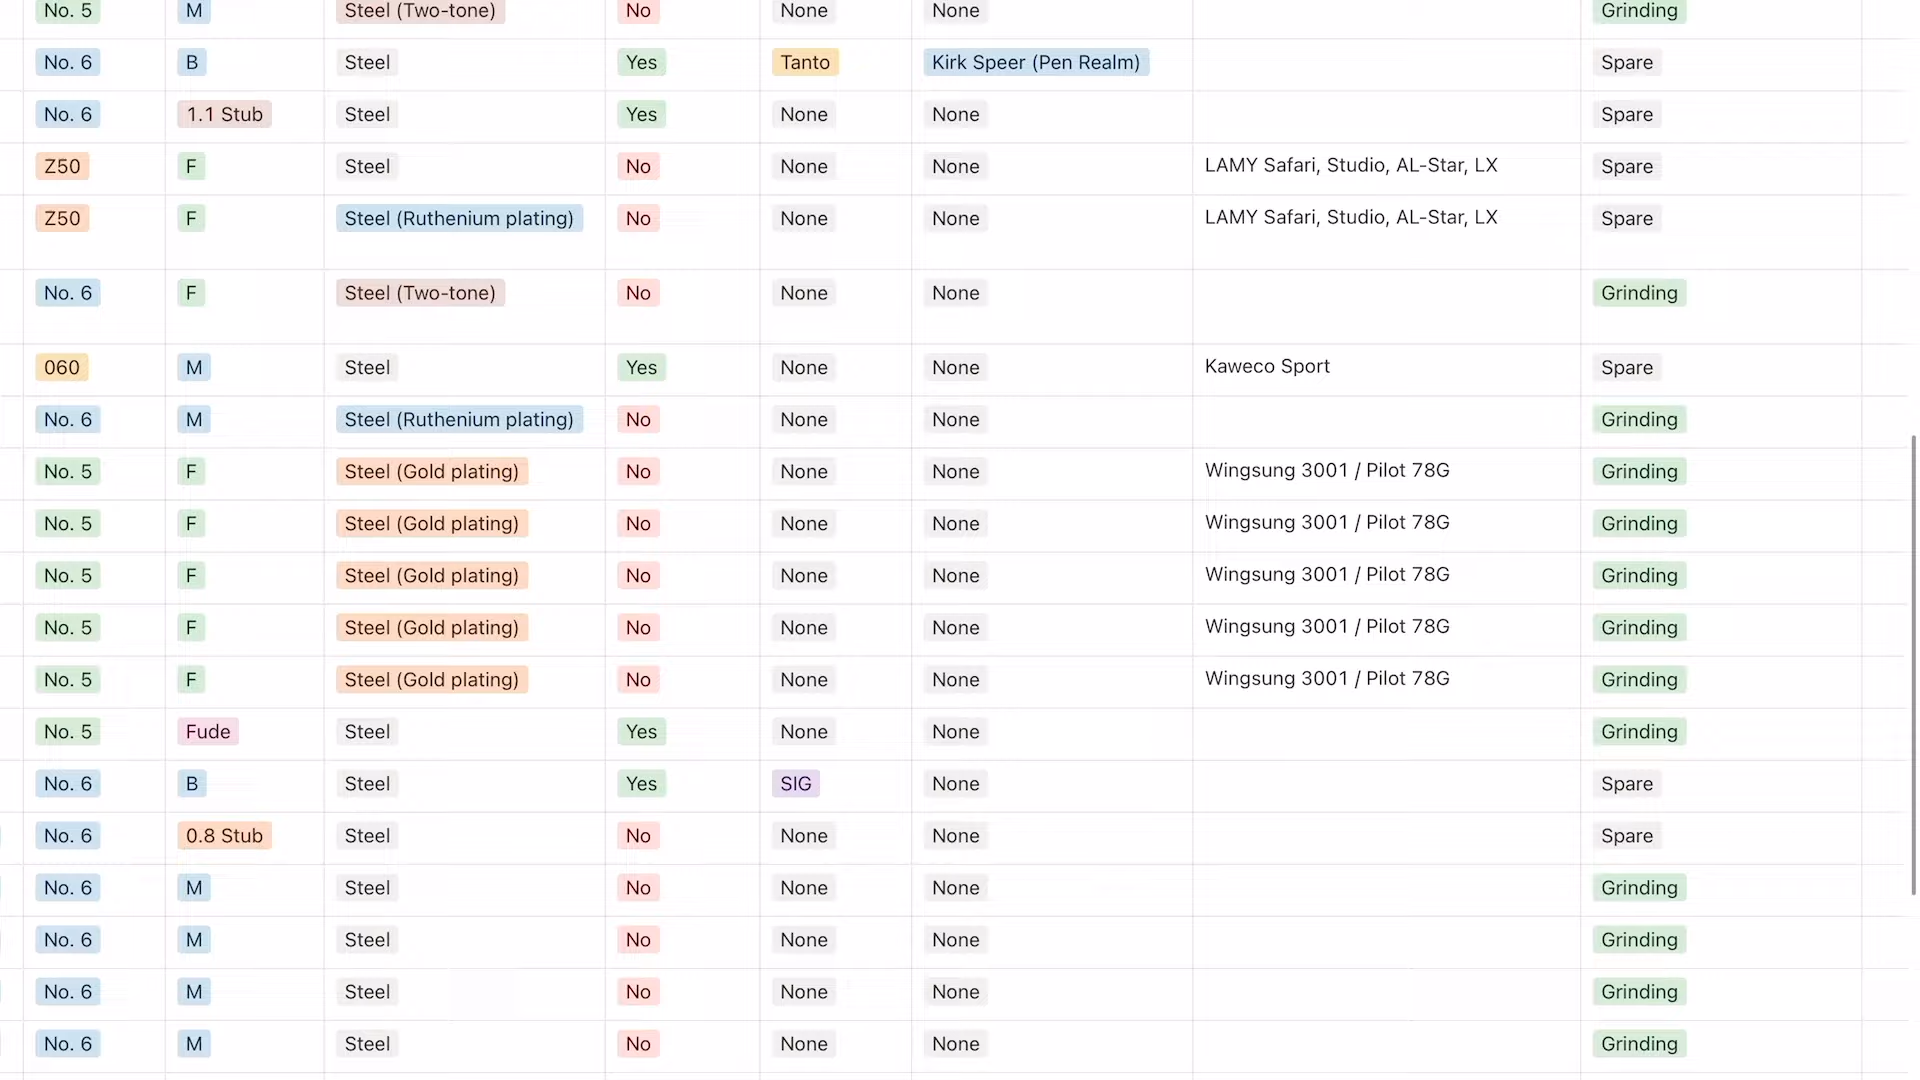 No. 5 M Steel (Two-tone) No None None Grinding
No. 6 B Steel Yes Tanto Kirk Speer (Pen Realm) Spare
No. 6 1.1 Stub Steel Yes None None Spare
Z50 F Steel No None None LAMY Safari, Studio, AL-Star, LX Spare
Z50 F Steel (Ruthenium plating) No None None LAMY Safari, Studio, AL-Star, LX Spare
No. 6 F Steel (Two-tone) No None None Grinding
060 M Steel Yes None None Kaweco Sport Spare
No. 6 M Steel (Ruthenium plating) No None None Grinding
No. 5 F Steel (Gold plating) No None None Wingsung 3001 / Pilot 78G Grinding
No. 5 F Steel (Gold plating) No None None Wingsung 3001 / Pilot 78G Grinding
No. 5 F Steel (Gold plating) No None None Wingsung 3001 / Pilot 78G Grinding
No. 5 F Steel (Gold plating) No None None Wingsung 3001 / Pilot 78G Grinding
No. 5 F Steel (Gold plating) No None None Wingsung 3001 / Pilot 78G Grinding
No. 5 Fude Steel Yes None None Grinding
No. 6 B Steel Yes SIG None Spare
No. 6 0.8 Stub Steel No None None Spare
No. 6 M Steel No None None Grinding
No. 6 M Steel No None None Grinding
No. 6 M Steel No None None Grinding
No. 6 M Steel No None None Grinding